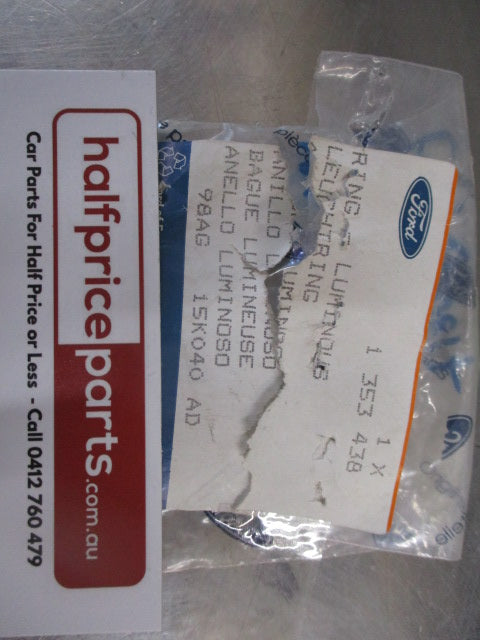 halfpriceparts.com.au
Car Parts For Half Price or Less - Call 0412 760 479
Ford
1 X
1 353 438
RING - LUMINOUS
LEUCHTRING
ANILLO LUMINOSO
BAGUE LUMINEUSE
ANELLO LUMINOSO
98AG 15K040 AD